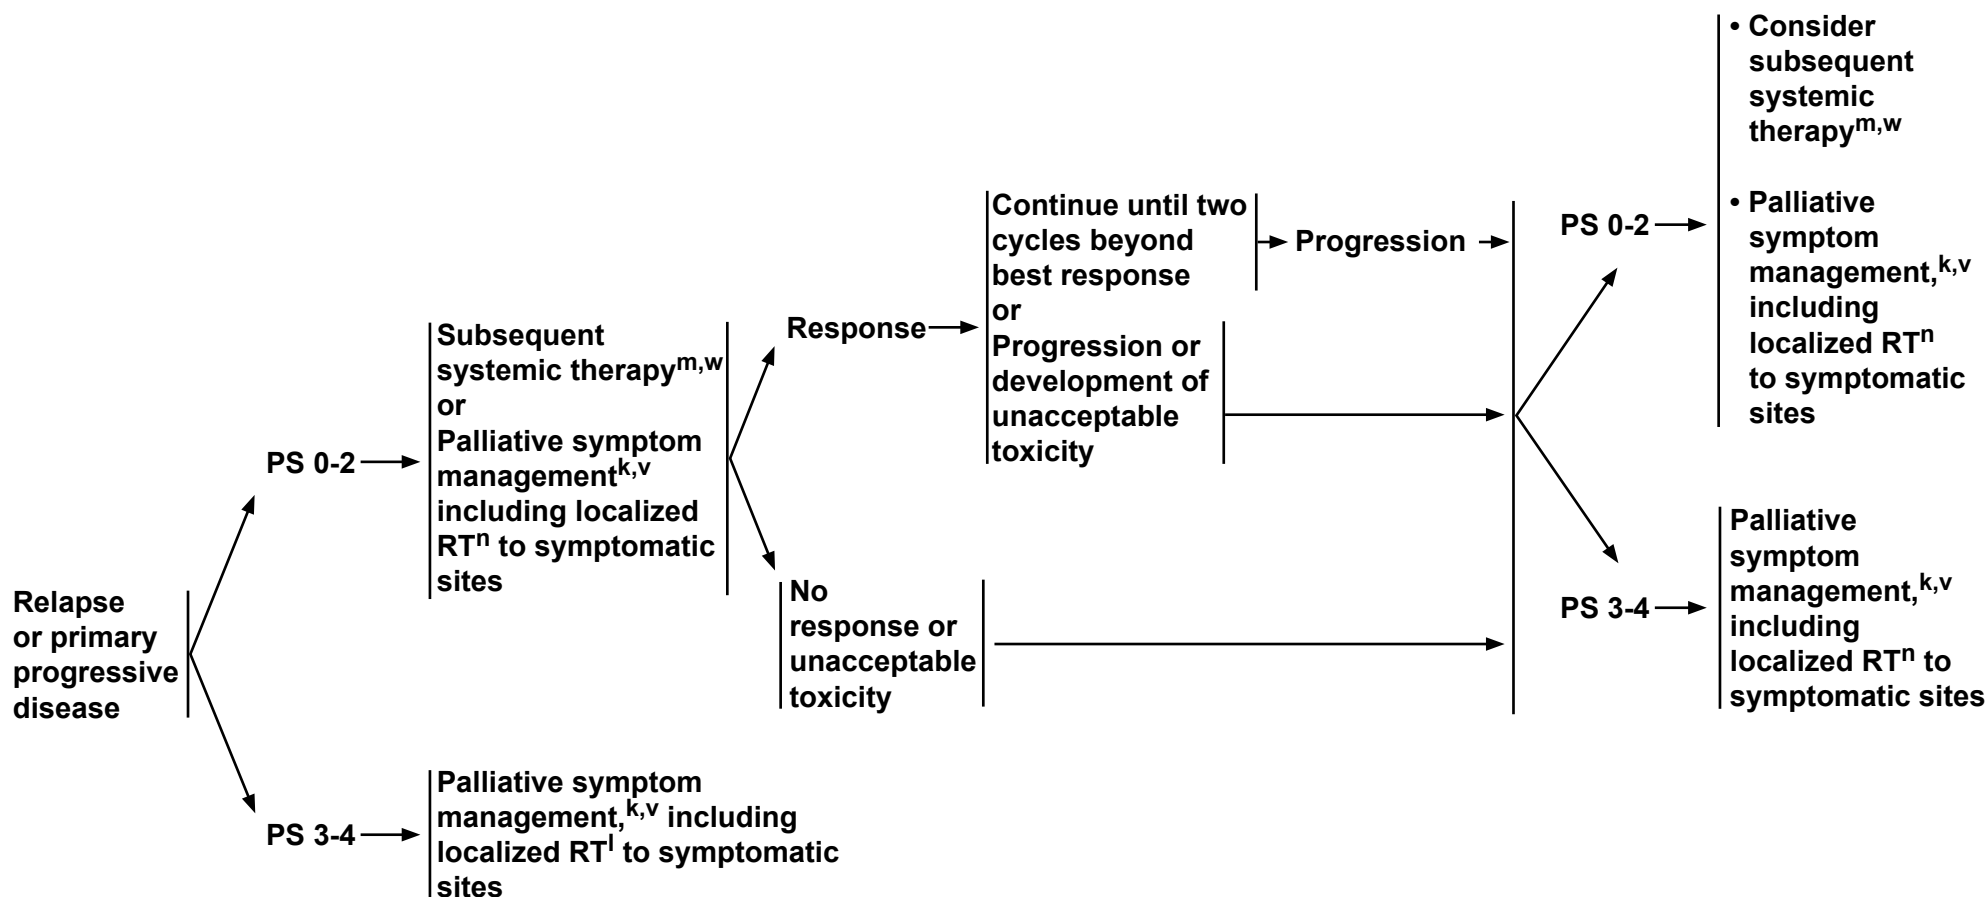 Relapse
or primary
progressive
disease
PS 0-2
Subsequent
systemic therapym,w
or
Palliative symptom
managementk,v
including localized
RTn to symptomatic
sites
PS 3-4
Palliative symptom
management,k,v including
localized RTl to symptomatic
sites
Response
Continue until two
cycles beyond
best response
or
Progression or
development of
unacceptable
toxicity
Progression
No
response or
unacceptable
toxicity
PS 0-2
• Consider
subsequent
systemic
therapym,w
• Palliative
symptom
management,k,v
including
localized RTn
to symptomatic
sites
PS 3-4
Palliative
symptom
management,k,v
including
localized RTn to
symptomatic sites